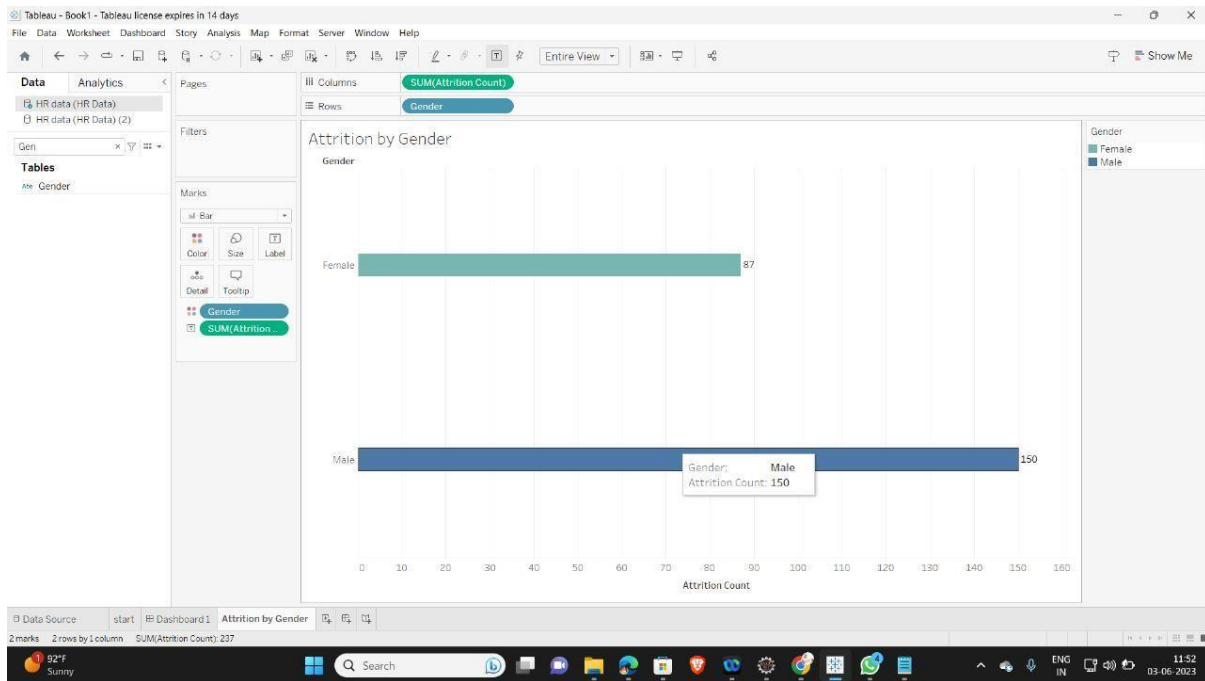 Tableau - Book1 - Tableau license expires in 14 days
File Data Worksheet Dashboard Story Analysis Map Format Server Window Help
Entire View
Show Me
Data Analytics
HR data (HR Data)
HR data (HR Data) (2)
Gen
Tables
Abc Gender
Pages
Filters
Marks
Bar
Color Size Label
Detail Tooltip
Gender
SUM(Attrition ..
Columns SUM(Attrition Count)
Rows Gender
Attrition by Gender
Gender
Female 87
Male 150
Gender: Male
Attrition Count: 150
0 10 20 30 40 50 60 70 80 90 100 110 120 130 140 150 160
Attrition Count
Gender
Female
Male
Data Source start Dashboard 1 Attrition by Gender
2 marks 2 rows by 1 column SUM(Attrition Count): 237
1 92°F
Sunny
Search
ENG
IN
11:52
03-06-2023